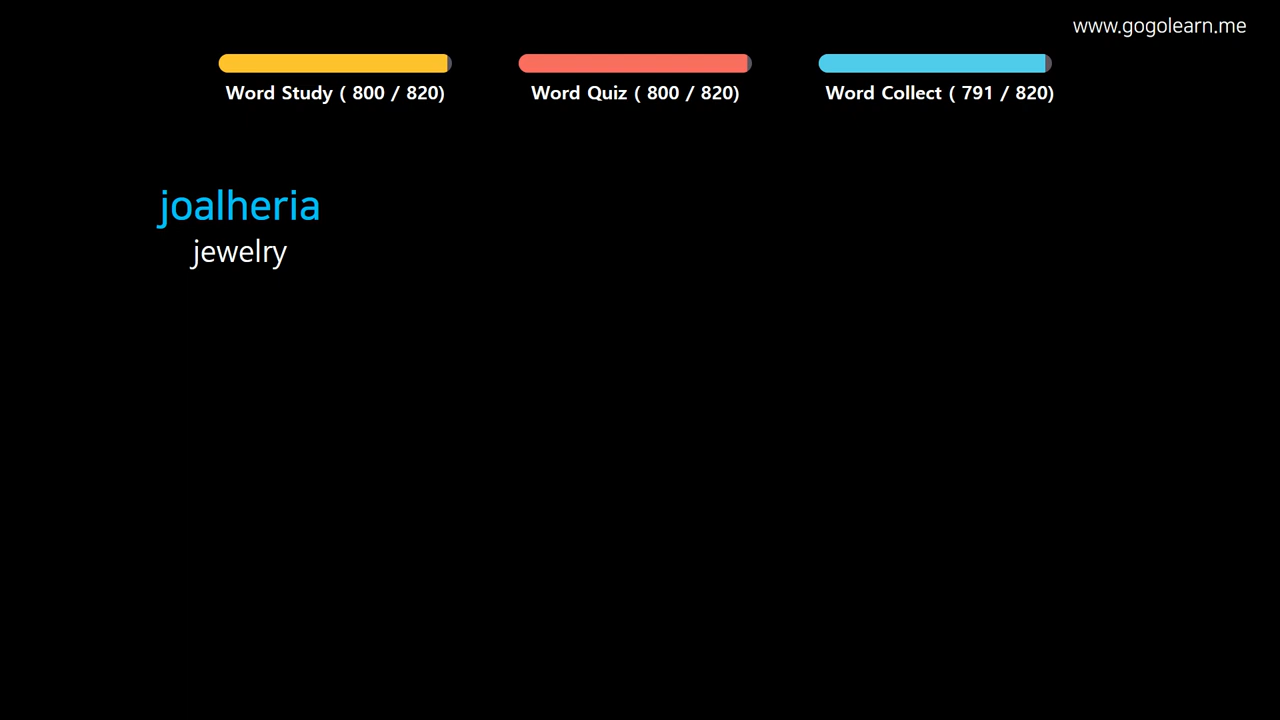 www.gogolearn.me
Word Study ( 800 / 820)
Word Quiz ( 800 / 820)
Word Collect ( 791 / 820)
joalheria
jewelry